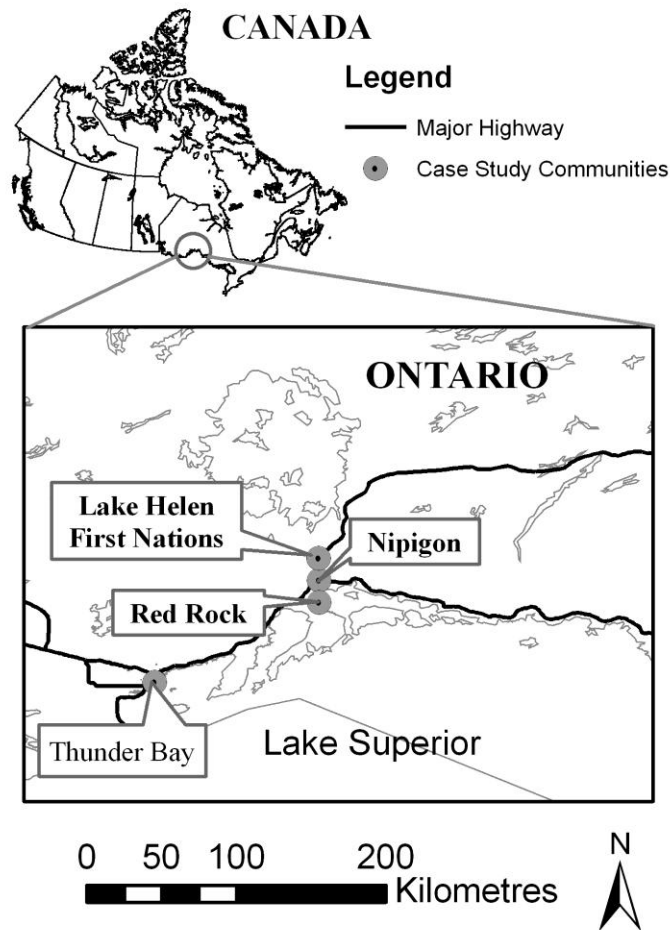 CANADA
Legend
Major Highway
Case Study Communities
ONTARIO
Lake Helen
First Nations
Nipigon
Red Rock
Thunder Bay
Lake Superior
0 50 100 200
Kilometres
N